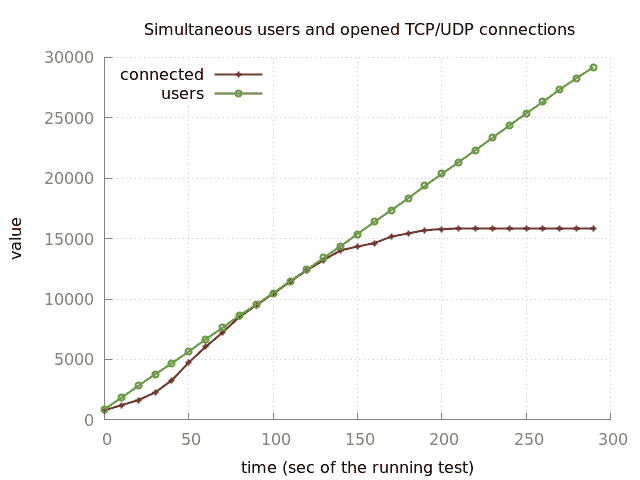 Simultaneous users and opened TCP/UDP connections
30000
connected
users
25000
20000
value
15000
10000
5000
0
0 50 100 150 200 250 300
time (sec of the running test)